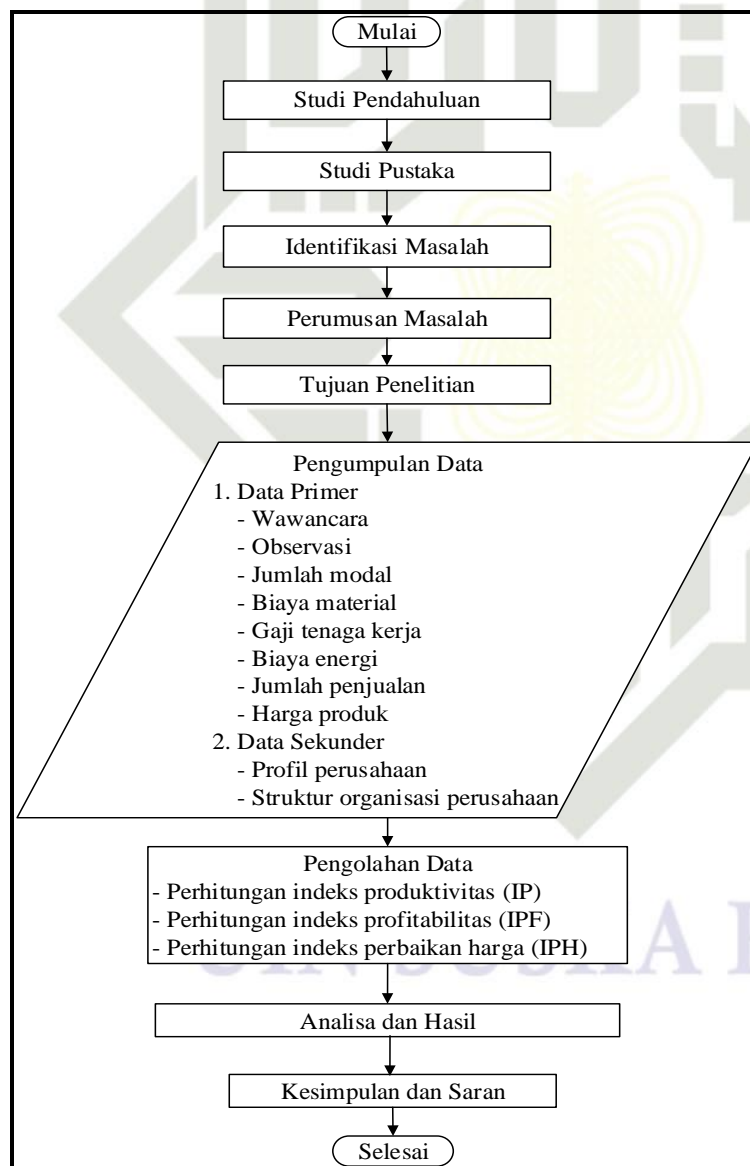 Mulai
Studi Pendahuluan
Studi Pustaka
Identifikasi Masalah
Perumusan Masalah
Tujuan Penelitian
Pengumpulan Data
1. Data Primer
- Wawancara
- Observasi
- Jumlah modal
- Biaya material
- Gaji tenaga kerja
- Biaya energi
- Jumlah penjualan
- Harga produk
2. Data Sekunder
- Profil perusahaan
- Struktur organisasi perusahaan
Pengolahan Data
- Perhitungan indeks produktivitas (IP)
- Perhitungan indeks profitabilitas (IPF)
- Perhitungan indeks perbaikan harga (IPH)
Analisa dan Hasil
Kesimpulan dan Saran
Selesai